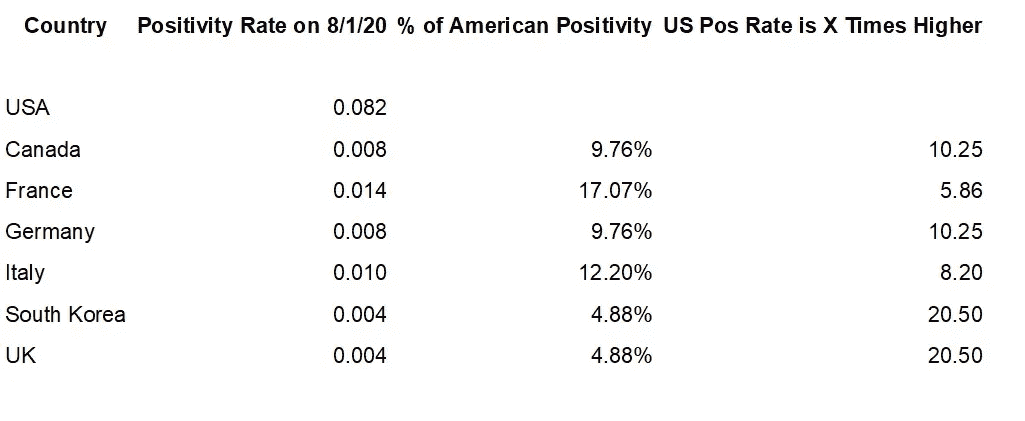 Country Positivity Rate on 8/1/20 % of American Positivity US Pos Rate is X Times Higher
USA 0.082
Canada 0.008 9.76% 10.25
France 0.014 17.07% 5.86
Germany 0.008 9.76% 10.25
Italy 0.010 12.20% 8.20
South Korea 0.004 4.88% 20.50
UK 0.004 4.88% 20.50